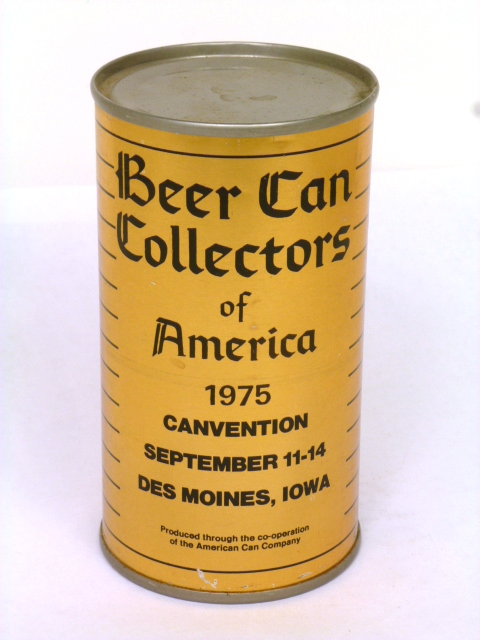 Beer Can
Collectors
of
America
1975
CANVENTION
SEPTEMBER 11-14
DES MOINES, IOWA
Produced through the co-operation
of the American Can Company